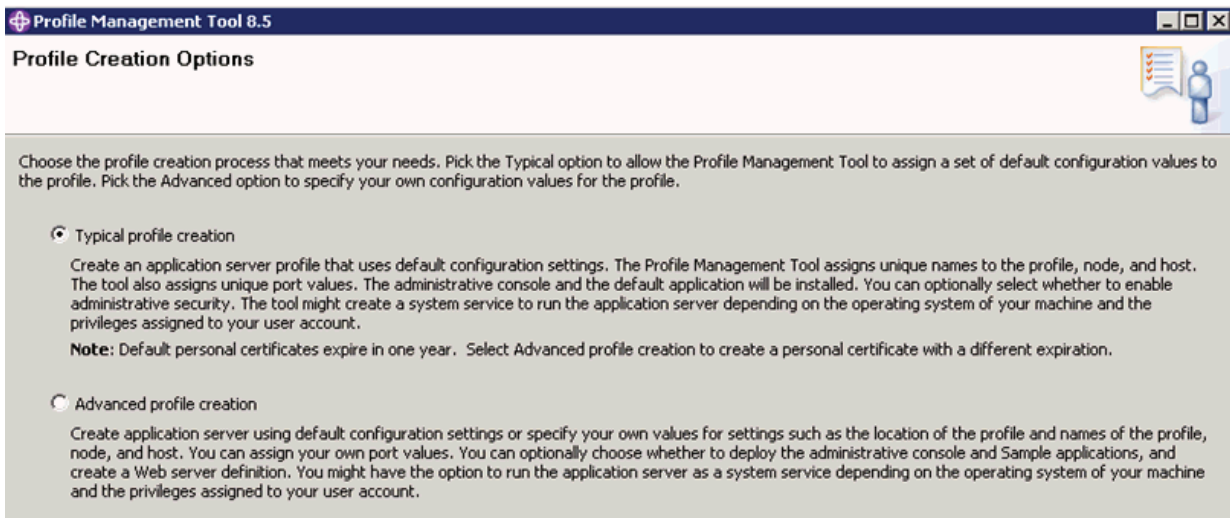 Profile Management Tool 8.5
Profile Creation Options
Choose the profile creation process that meets your needs. Pick the Typical option to allow the Profile Management Tool to assign a set of default configuration values to
the profile. Pick the Advanced option to specify your own configuration values for the profile.
Typical profile creation
Create an application server profile that uses default configuration settings. The Profile Management Tool assigns unique names to the profile, node, and host.
The tool also assigns unique port values. The administrative console and the default application will be installed. You can optionally select whether to enable
administrative security. The tool might create a system service to run the application server depending on the operating system of your machine and the
privileges assigned to your user account.
Note: Default personal certificates expire in one year. Select Advanced profile creation to create a personal certificate with a different expiration.
Advanced profile creation
Create application server using default configuration settings or specify your own values for settings such as the location of the profile and names of the profile,
node, and host. You can assign your own port values. You can optionally choose whether to deploy the administrative console and Sample applications, and
create a Web server definition. You might have the option to run the application server as a system service depending on the operating system of your machine
and the privileges assigned to your user account.